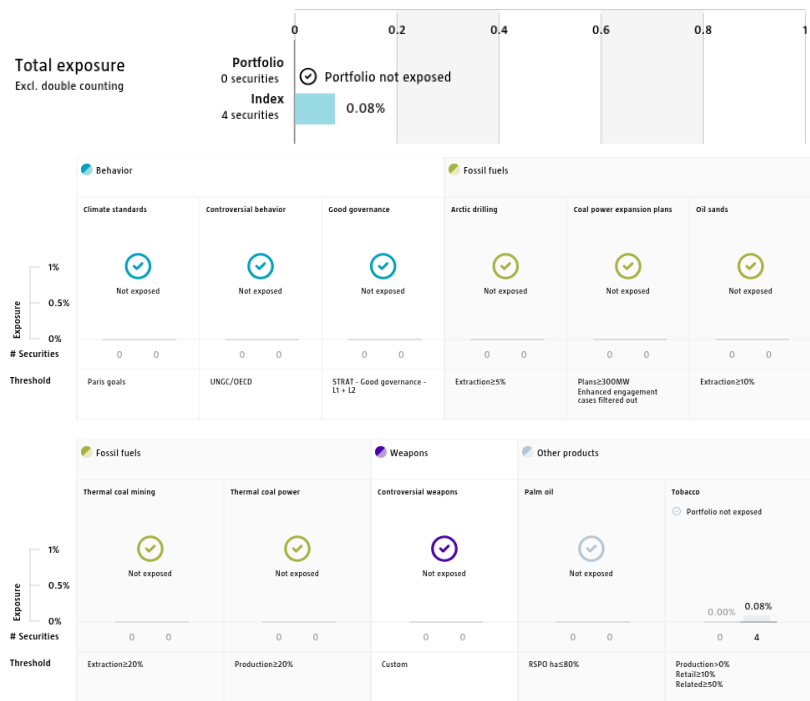 0 0.2 0.4 0.6 0.8 1
Total exposure
Excl. double counting
Portfolio
0 securities
Portfolio not exposed
Index
4 securities
0.08%
Behavior
Fossil fuels
Climate standards
Controversial behavior
Good governance
Arctic drilling
Coal power expansion plans
Oil sands
Exposure
1%
0.5%
0%
Not exposed
Not exposed
Not exposed
Not exposed
Not exposed
Not exposed
# Securities
0 0
0 0
0 0
0 0
0 0
0 0
Threshold
Paris goals
UNGC/OECD
STRAT - Good governance -
L1 + L2
Extraction≥5%
Plans≥300MW
Enhanced engagement
cases filtered out
Extraction≥10%
Fossil fuels
Weapons
Other products
Thermal coal mining
Thermal coal power
Controversial weapons
Palm oil
Tobacco
Portfolio not exposed
Exposure
1%
0.5%
0%
Not exposed
Not exposed
Not exposed
Not exposed
0.00% 0.08%
# Securities
0 0
0 0
0 0
0 0
0 4
Threshold
Extraction≥20%
Production≥20%
Custom
RSPO ha≤80%
Production>0%
Retail≥10%
Related≥50%